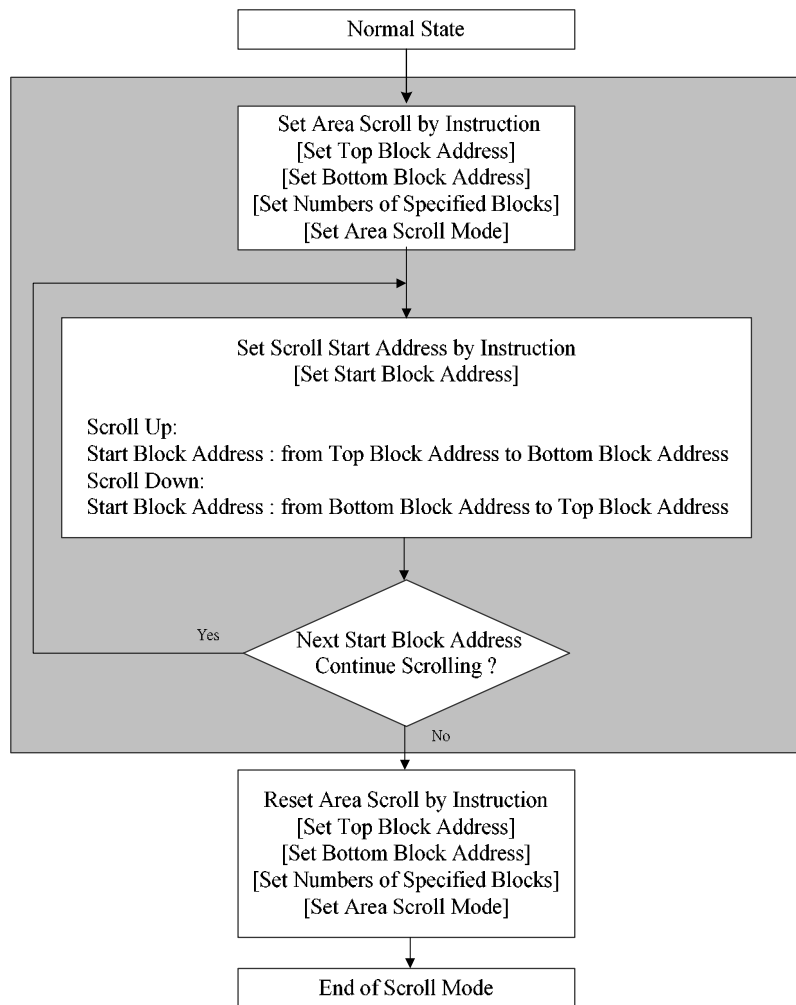 Normal State
Set Area Scroll by Instruction
[Set Top Block Address]
[Set Bottom Block Address]
[Set Numbers of Specified Blocks]
[Set Area Scroll Mode]
Set Scroll Start Address by Instruction
[Set Start Block Address]
Scroll Up:
Start Block Address : from Top Block Address to Bottom Block Address
Scroll Down:
Start Block Address : from Bottom Block Address to Top Block Address
Yes
Next Start Block Address
Continue Scrolling ?
No
Reset Area Scroll by Instruction
[Set Top Block Address]
[Set Bottom Block Address]
[Set Numbers of Specified Blocks]
[Set Area Scroll Mode]
End of Scroll Mode